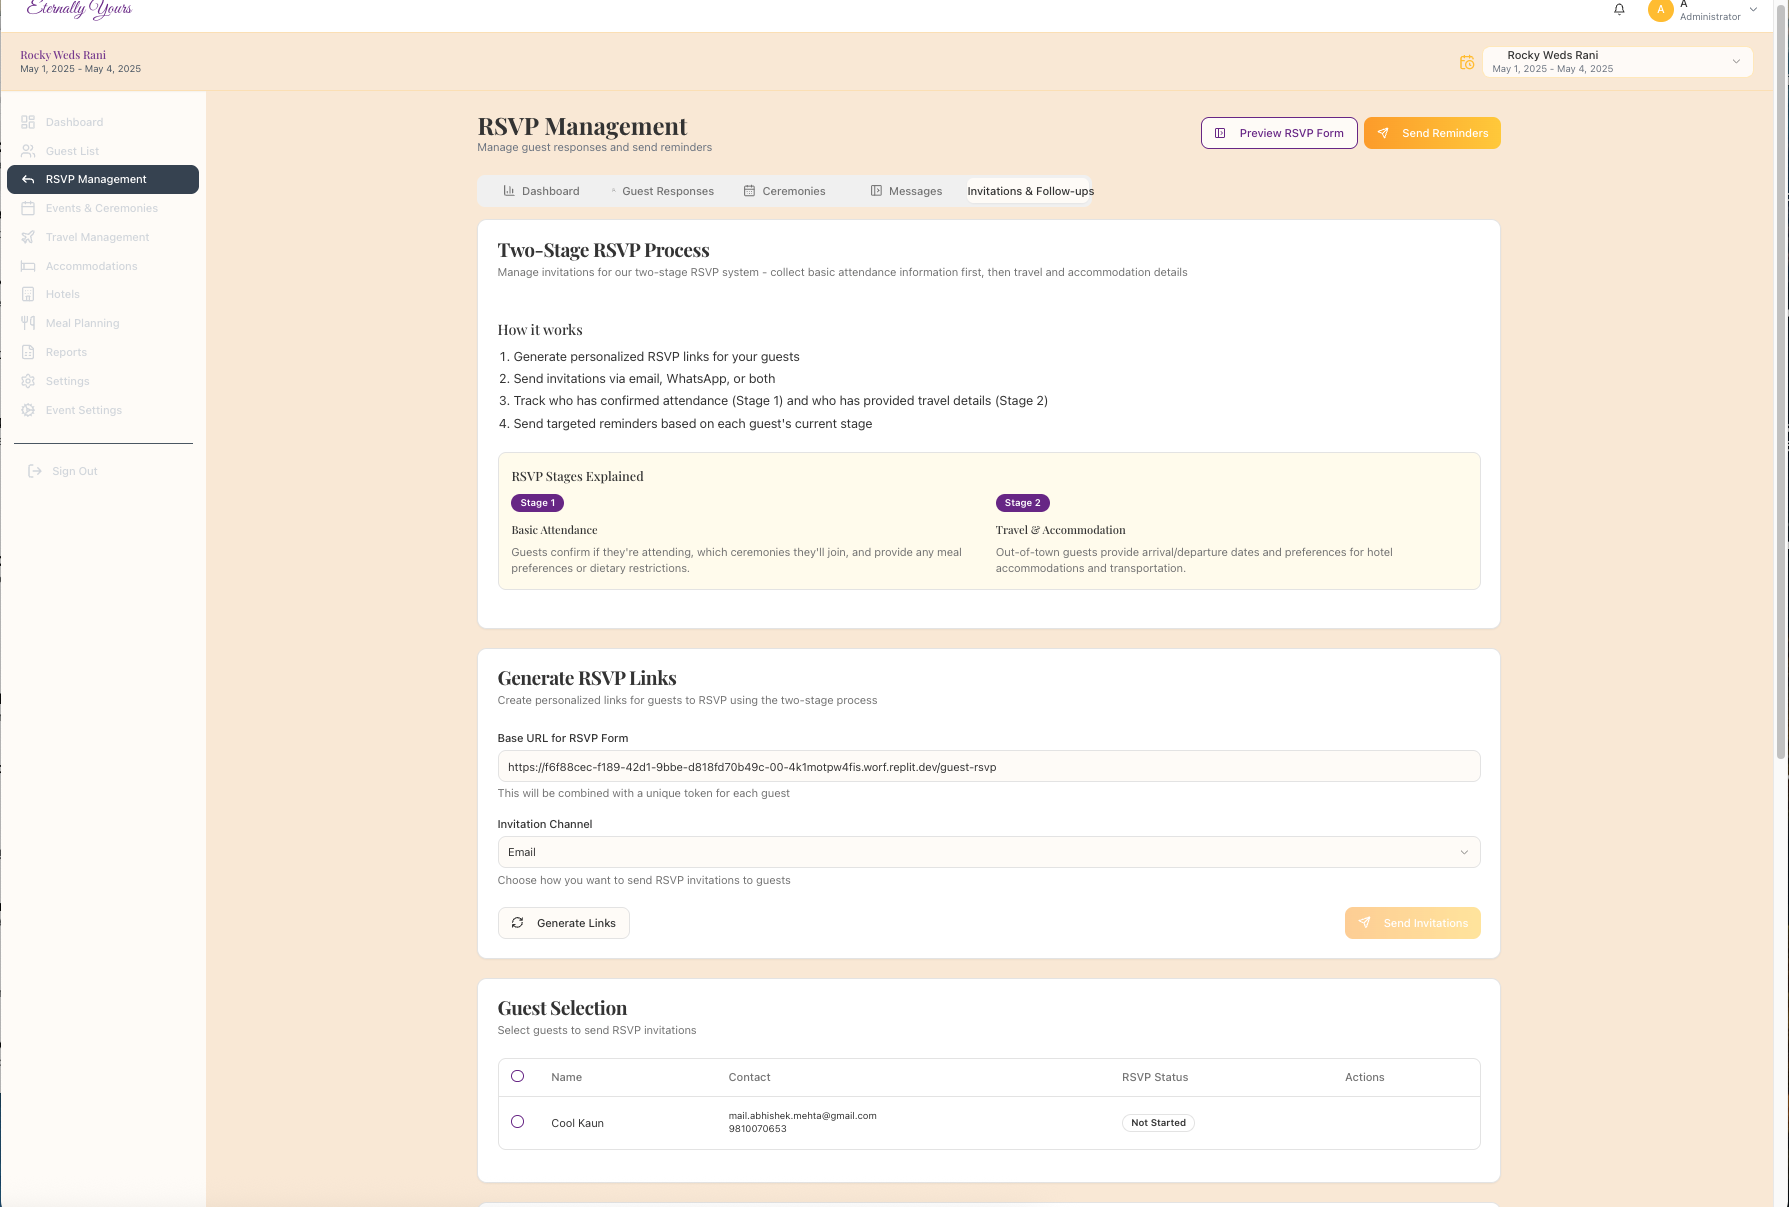 Eternally Yours
A
A
Administrator
Rocky Weds Rani
May 1, 2025 - May 4, 2025
Rocky Weds Rani
May 1, 2025 - May 4, 2025
Dashboard
Guest List
RSVP Management
Events & Ceremonies
Travel Management
Accommodations
Hotels
Meal Planning
Reports
Settings
Event Settings
Sign Out
RSVP Management
Manage guest responses and send reminders
Preview RSVP Form
Send Reminders
Dashboard
Guest Responses
Ceremonies
Messages
Invitations & Follow-ups
Two-Stage RSVP Process
Manage invitations for our two-stage RSVP system - collect basic attendance information first, then travel and accommodation details
How it works
1. Generate personalized RSVP links for your guests
2. Send invitations via email, WhatsApp, or both
3. Track who has confirmed attendance (Stage 1) and who has provided travel details (Stage 2)
4. Send targeted reminders based on each guest's current stage
RSVP Stages Explained
Stage 1
Basic Attendance
Guests confirm if they're attending, which ceremonies they'll join, and provide any meal
preferences or dietary restrictions.
Stage 2
Travel & Accommodation
Out-of-town guests provide arrival/departure dates and preferences for hotel
accommodations and transportation.
Generate RSVP Links
Create personalized links for guests to RSVP using the two-stage process
Base URL for RSVP Form
https://f6f88cec-f189-42d1-9bbe-d818fd70b49c-00-4k1motpw4fis.worf.replit.dev/guest-rsvp
This will be combined with a unique token for each guest
Invitation Channel
Email
Choose how you want to send RSVP invitations to guests
Generate Links
Send Invitations
Guest Selection
Select guests to send RSVP invitations
Name
Contact
RSVP Status
Actions
Cool Kaun
mail.abhishek.mehta@gmail.com
9810070653
Not Started